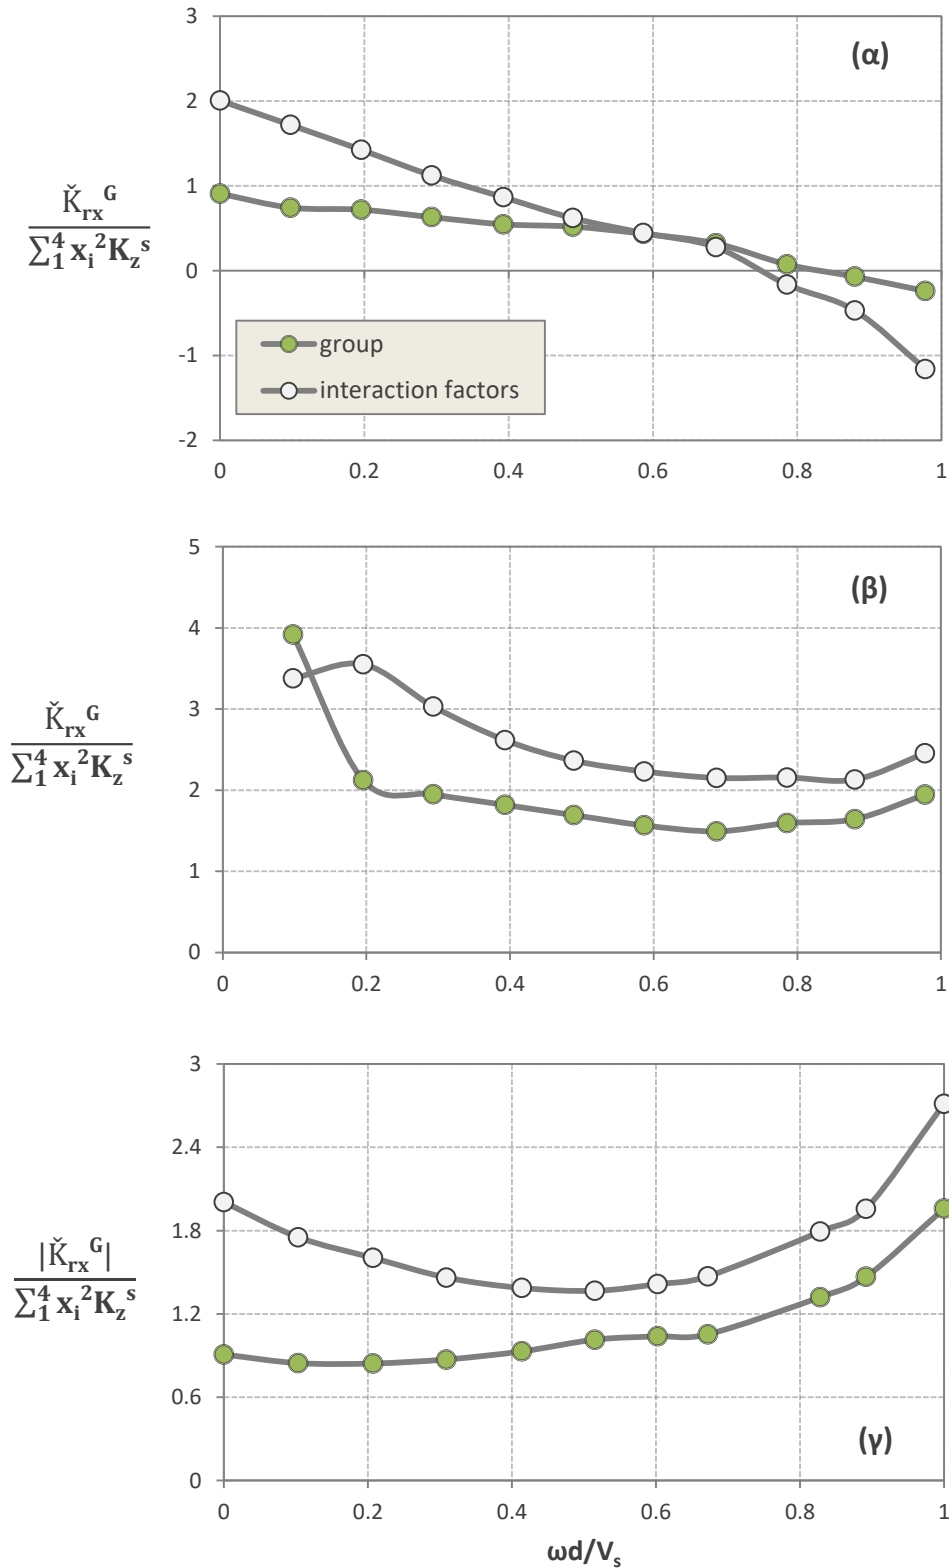 3
(α)
2
1
Ǩrx^G
∑₁⁴ xᵢ²K_z^s
0
group
-1
interaction factors
-2
0 0.2 0.4 0.6 0.8 1
5
(β)
4
3
Ǩrx^G
∑₁⁴ xᵢ²K_z^s
2
1
0
0 0.2 0.4 0.6 0.8 1
3
2.4
1.8
|Ǩrx^G|
∑₁⁴ xᵢ²K_z^s
1.2
0.6
(γ)
0
0 0.2 0.4 0.6 0.8 1
ωd/Vₛ